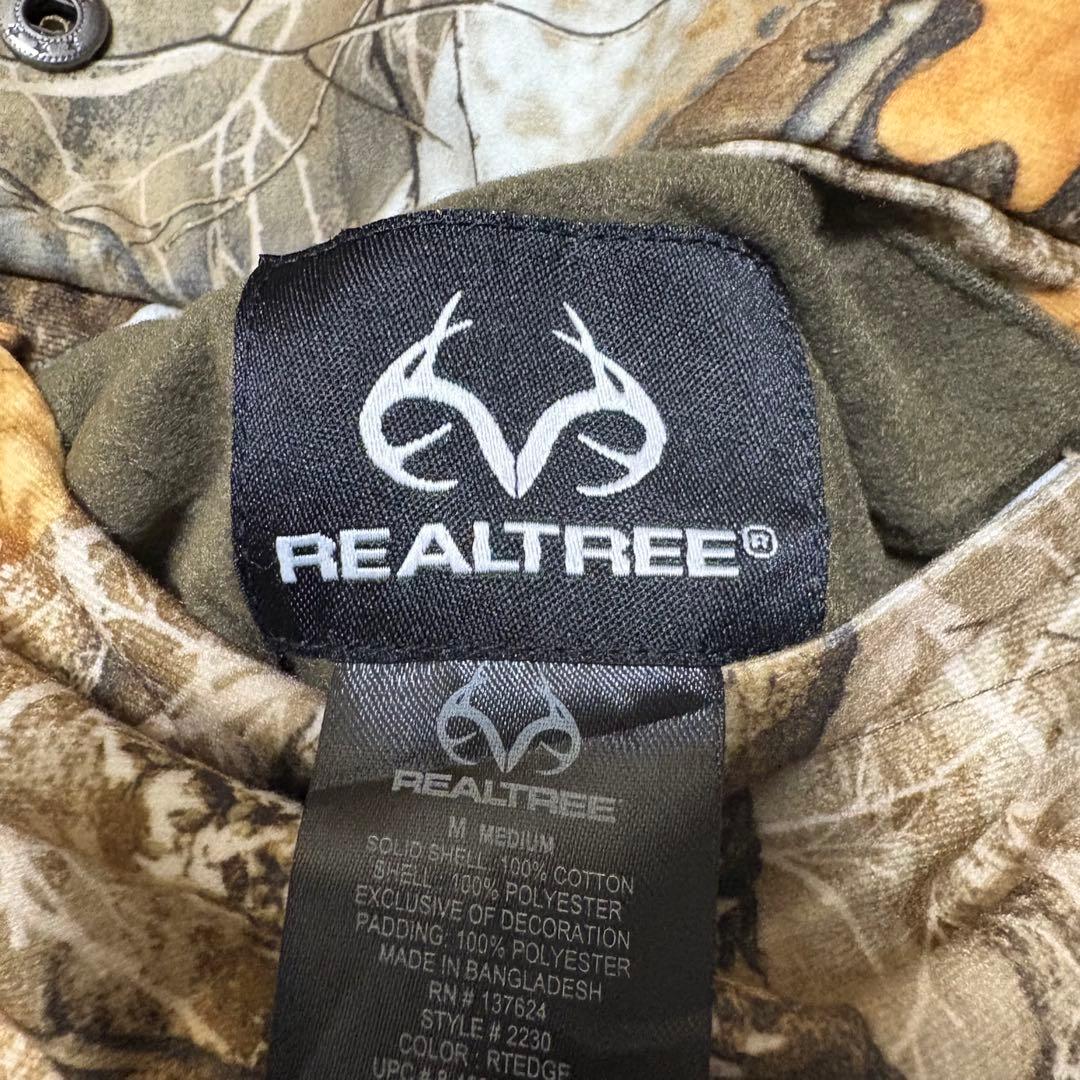 REALTREE®
REALTREE
M MEDIUM
SOLID SHELL: 100% COTTON
SHELL: 100% POLYESTER
EXCLUSIVE OF DECORATION
PADDING: 100% POLYESTER
MADE IN BANGLADESH
RN # 137624
STYLE # 2230
COLOR : RTEDGE
UPC #